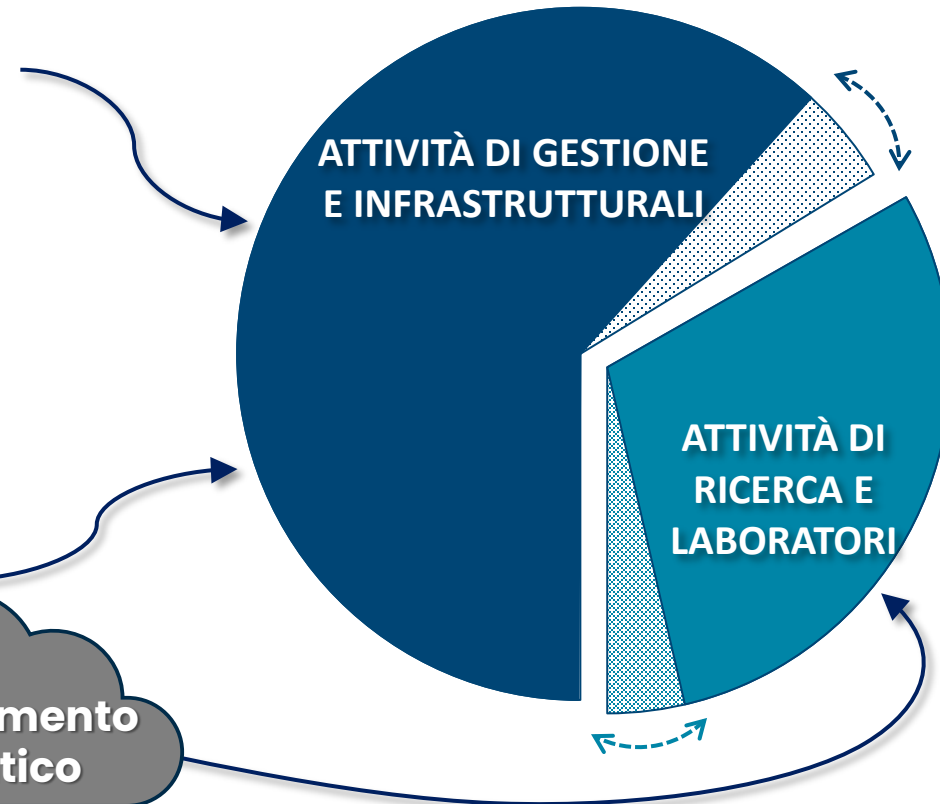 ATTIVITÀ DI GESTIONE
E INFRASTRUTTURALI
ATTIVITÀ DI
RICERCA E
LABORATORI
mento
tico